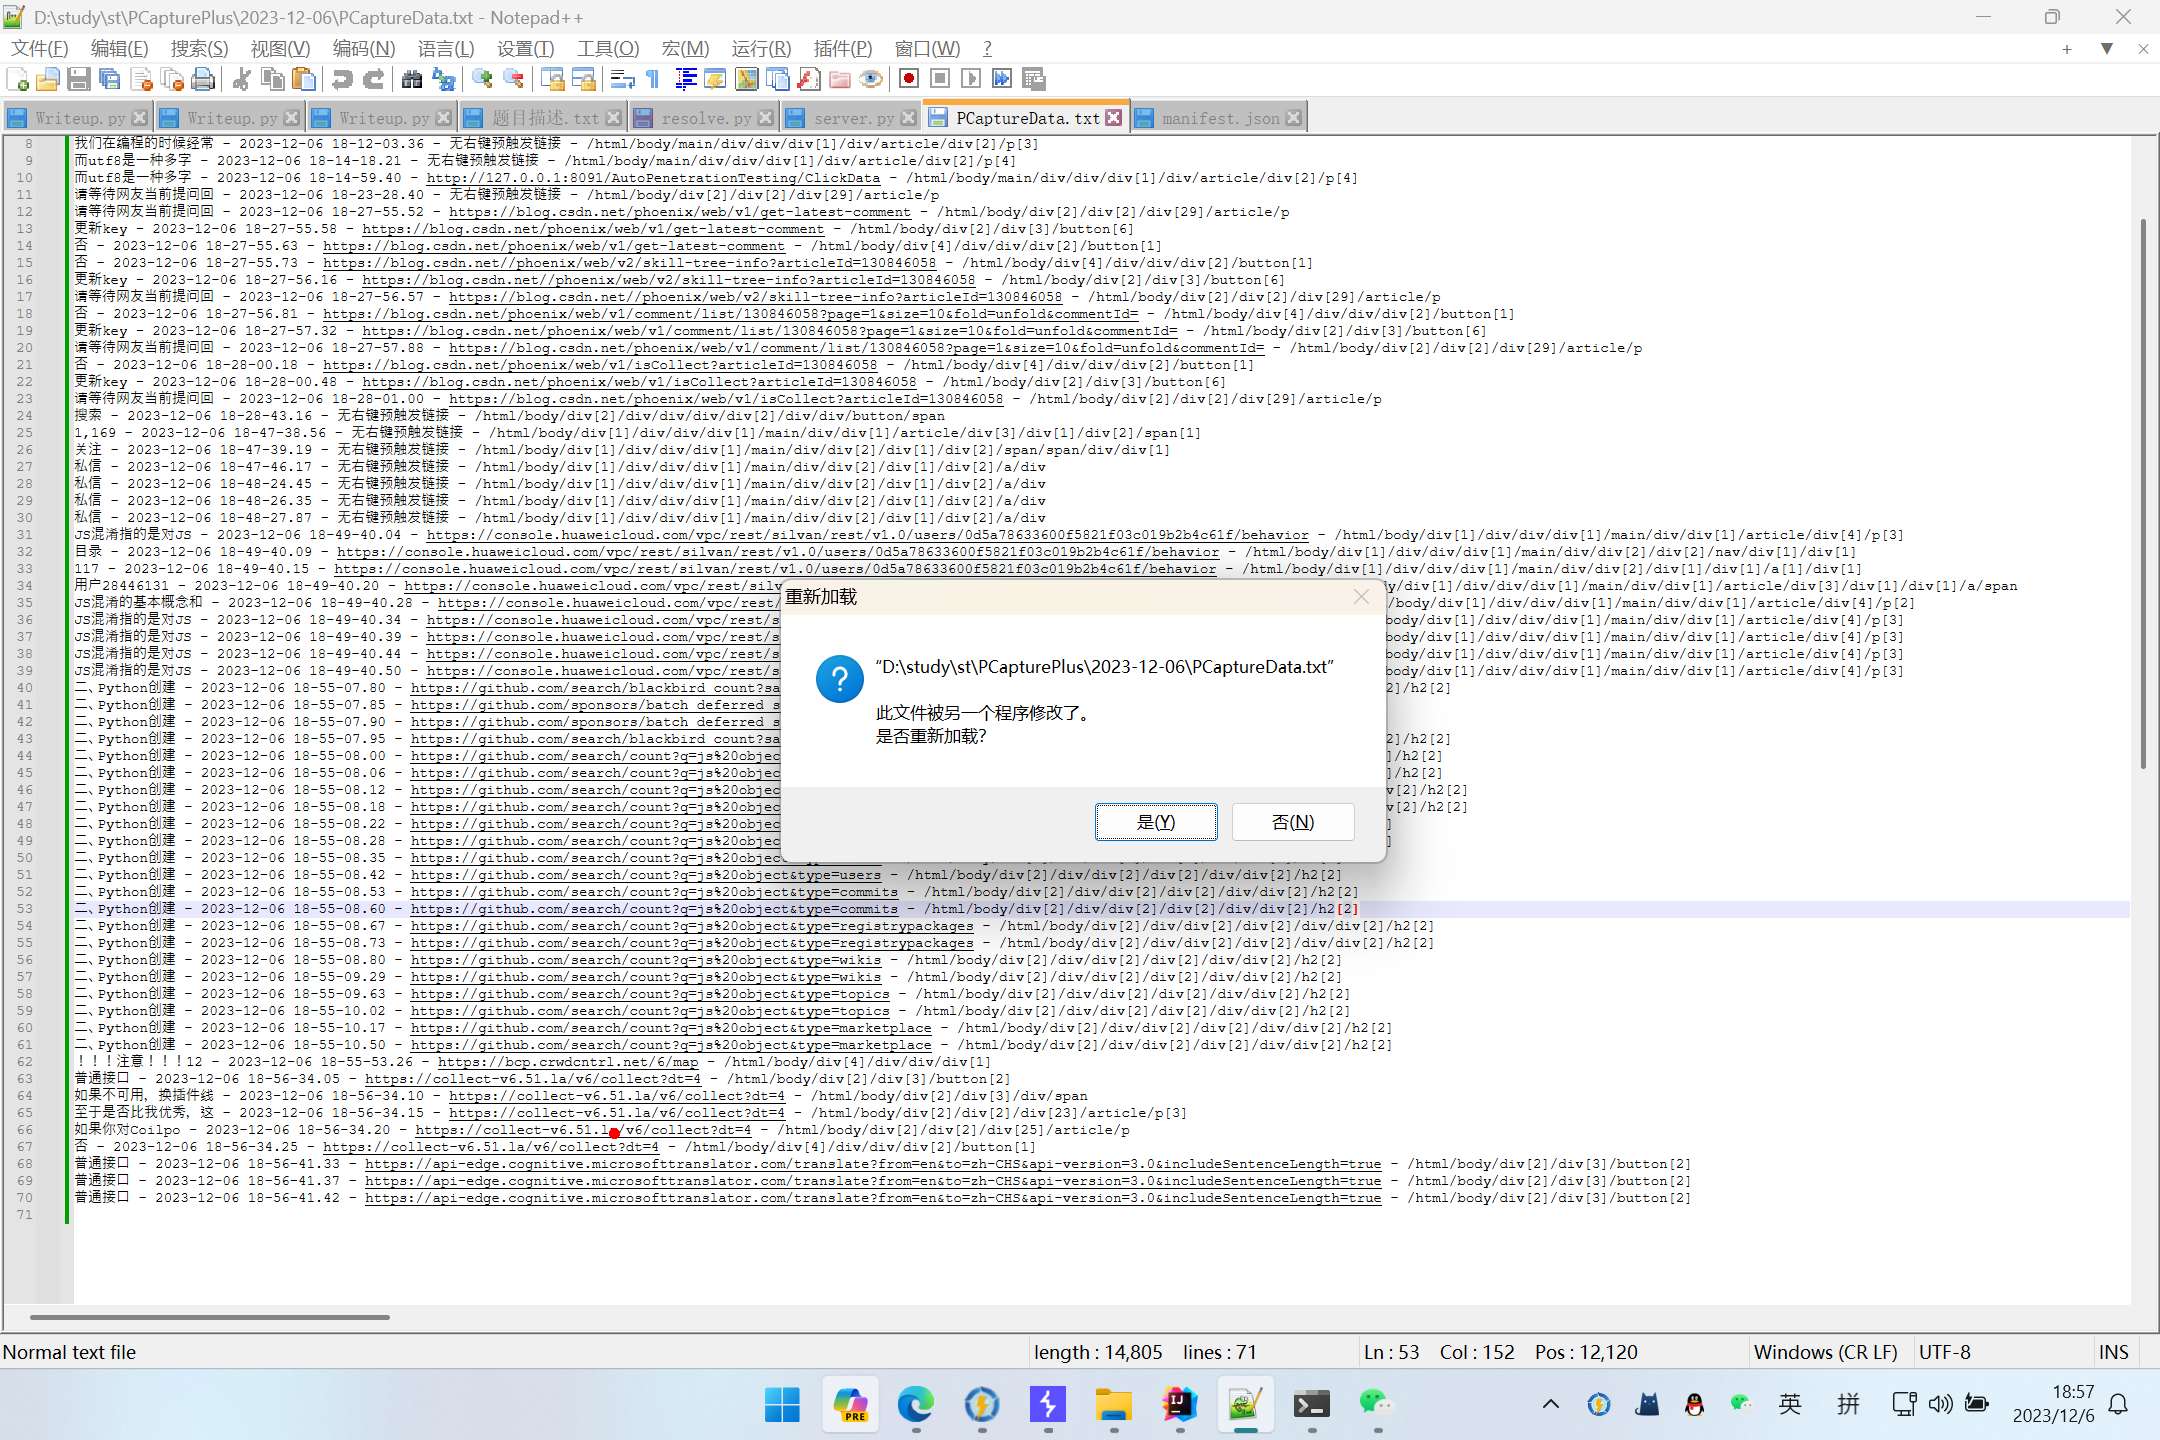 D:\study\st\PCapturePlus\2023-12-06\PCaptureData.txt - Notepad++
文件(F) 编辑(E) 搜索(S) 视图(V) 编码(N) 语言(L) 设置(T) 工具(O) 宏(M) 运行(R) 插件(P) 窗口(W) ?
Writeup.py Writeup.py Writeup.py 题目描述.txt resolve.py server.py PCaptureData.txt manifest.json
8 我们在编程的时候经常 - 2023-12-06 18-12-03.36 - 无右键预触发链接 - /html/body/main/div/div/div[1]/div/article/div[2]/p[3]
9 而utf8是一种多字 - 2023-12-06 18-14-18.21 - 无右键预触发链接 - /html/body/main/div/div/div[1]/div/article/div[2]/p[4]
10 而utf8是一种多字 - 2023-12-06 18-14-59.40 - http://127.0.0.1:8091/AutoPenetrationTesting/ClickData - /html/body/main/div/div/div[1]/div/article/div[2]/p[4]
11 请等待网友当前提问回 - 2023-12-06 18-23-28.40 - 无右键预触发链接 - /html/body/div[2]/div[2]/div[29]/article/p
12 请等待网友当前提问回 - 2023-12-06 18-27-55.52 - https://blog.csdn.net/phoenix/web/v1/get-latest-comment - /html/body/div[2]/div[2]/div[29]/article/p
13 更新key - 2023-12-06 18-27-55.58 - https://blog.csdn.net/phoenix/web/v1/get-latest-comment - /html/body/div[2]/div[3]/button[6]
14 否 - 2023-12-06 18-27-55.63 - https://blog.csdn.net/phoenix/web/v1/get-latest-comment - /html/body/div[4]/div/div/div[2]/button[1]
15 否 - 2023-12-06 18-27-55.73 - https://blog.csdn.net//phoenix/web/v2/skill-tree-info?articleId=130846058 - /html/body/div[4]/div/div/div[2]/button[1]
16 更新key - 2023-12-06 18-27-56.16 - https://blog.csdn.net//phoenix/web/v2/skill-tree-info?articleId=130846058 - /html/body/div[2]/div[3]/button[6]
17 请等待网友当前提问回 - 2023-12-06 18-27-56.57 - https://blog.csdn.net//phoenix/web/v2/skill-tree-info?articleId=130846058 - /html/body/div[2]/div[2]/div[29]/article/p
18 否 - 2023-12-06 18-27-56.81 - https://blog.csdn.net/phoenix/web/v1/comment/list/130846058?page=1&size=10&fold=unfold&commentId= - /html/body/div[4]/div/div/div[2]/button[1]
19 更新key - 2023-12-06 18-27-57.32 - https://blog.csdn.net/phoenix/web/v1/comment/list/130846058?page=1&size=10&fold=unfold&commentId= - /html/body/div[2]/div[3]/button[6]
20 请等待网友当前提问回 - 2023-12-06 18-27-57.88 - https://blog.csdn.net/phoenix/web/v1/comment/list/130846058?page=1&size=10&fold=unfold&commentId= - /html/body/div[2]/div[2]/div[29]/article/p
21 否 - 2023-12-06 18-28-00.18 - https://blog.csdn.net/phoenix/web/v1/isCollect?articleId=130846058 - /html/body/div[4]/div/div/div[2]/button[1]
22 更新key - 2023-12-06 18-28-00.48 - https://blog.csdn.net/phoenix/web/v1/isCollect?articleId=130846058 - /html/body/div[2]/div[3]/button[6]
23 请等待网友当前提问回 - 2023-12-06 18-28-01.00 - https://blog.csdn.net/phoenix/web/v1/isCollect?articleId=130846058 - /html/body/div[2]/div[2]/div[29]/article/p
24 搜索 - 2023-12-06 18-28-43.16 - 无右键预触发链接 - /html/body/div[2]/div/div/div/div[2]/div/div/button/span
25 1,169 - 2023-12-06 18-47-38.56 - 无右键预触发链接 - /html/body/div[1]/div/div/div[1]/main/div/div[1]/article/div[3]/div[1]/div[2]/span[1]
26 关注 - 2023-12-06 18-47-39.19 - 无右键预触发链接 - /html/body/div[1]/div/div/div[1]/main/div/div[2]/div[1]/div[2]/span/span/div/div[1]
27 私信 - 2023-12-06 18-47-46.17 - 无右键预触发链接 - /html/body/div[1]/div/div/div[1]/main/div/div[2]/div[1]/div[2]/a/div
28 私信 - 2023-12-06 18-48-24.45 - 无右键预触发链接 - /html/body/div[1]/div/div/div[1]/main/div/div[2]/div[1]/div[2]/a/div
29 私信 - 2023-12-06 18-48-26.35 - 无右键预触发链接 - /html/body/div[1]/div/div/div[1]/main/div/div[2]/div[1]/div[2]/a/div
30 私信 - 2023-12-06 18-48-27.87 - 无右键预触发链接 - /html/body/div[1]/div/div/div[1]/main/div/div[2]/div[1]/div[2]/a/div
31 JS混淆指的是对JS - 2023-12-06 18-49-40.04 - https://console.huaweicloud.com/vpc/rest/silvan/rest/v1.0/users/0d5a78633600f5821f03c019b2b4c61f/behavior - /html/body/div[1]/div/div/div[1]/main/div/div[1]/article/div[4]/p[3]
32 目录 - 2023-12-06 18-49-40.09 - https://console.huaweicloud.com/vpc/rest/silvan/rest/v1.0/users/0d5a78633600f5821f03c019b2b4c61f/behavior - /html/body/div[1]/div/div/div[1]/main/div/div[2]/div[2]/nav/div[1]/div[1]
33 117 - 2023-12-06 18-49-40.15 - https://console.huaweicloud.com/vpc/rest/silvan/rest/v1.0/users/0d5a78633600f5821f03c019b2b4c61f/behavior - /html/body/div[1]/div/div/div[1]/main/div/div[2]/div[1]/a[1]/div[1]
34 用户28446131 - 2023-12-06 18-49-40.20 - https://console.huaweicloud.com/vpc/rest/silv y/div[1]/div/div/div[1]/main/div/div[1]/article/div[3]/div[1]/div[1]/a/span
35 JS混淆的基本概念和 - 2023-12-06 18-49-40.28 - https://console.huaweicloud.com/vpc/rest/ body/div[1]/div/div/div[1]/main/div/div[1]/article/div[4]/p[2]
36 JS混淆指的是对JS - 2023-12-06 18-49-40.34 - https://console.huaweicloud.com/vpc/rest/s ody/div[1]/div/div/div[1]/main/div/div[1]/article/div[4]/p[3]
37 JS混淆指的是对JS - 2023-12-06 18-49-40.39 - https://console.huaweicloud.com/vpc/rest/s ody/div[1]/div/div/div[1]/main/div/div[1]/article/div[4]/p[3]
38 JS混淆指的是对JS - 2023-12-06 18-49-40.44 - https://console.huaweicloud.com/vpc/rest/s ody/div[1]/div/div/div[1]/main/div/div[1]/article/div[4]/p[3]
39 JS混淆指的是对JS - 2023-12-06 18-49-40.50 - https://console.huaweicloud.com/vpc/rest/s ody/div[1]/div/div/div[1]/main/div/div[1]/article/div[4]/p[3]
40 二、Python创建 - 2023-12-06 18-55-07.80 - https://github.com/search/blackbird_count?sa 2]/h2[2]
41 二、Python创建 - 2023-12-06 18-55-07.85 - https://github.com/sponsors/batch_deferred_s
42 二、Python创建 - 2023-12-06 18-55-07.90 - https://github.com/sponsors/batch_deferred_s
43 二、Python创建 - 2023-12-06 18-55-07.95 - https://github.com/search/blackbird_count?sa 2]/h2[2]
44 二、Python创建 - 2023-12-06 18-55-08.00 - https://github.com/search/count?q=js%20objec ]/h2[2]
45 二、Python创建 - 2023-12-06 18-55-08.06 - https://github.com/search/count?q=js%20objec ]/h2[2]
46 二、Python创建 - 2023-12-06 18-55-08.12 - https://github.com/search/count?q=js%20objec v[2]/h2[2]
47 二、Python创建 - 2023-12-06 18-55-08.18 - https://github.com/search/count?q=js%20objec v[2]/h2[2]
48 二、Python创建 - 2023-12-06 18-55-08.22 - https://github.com/search/count?q=js%20objec ]
49 二、Python创建 - 2023-12-06 18-55-08.28 - https://github.com/search/count?q=js%20objec ]
50 二、Python创建 - 2023-12-06 18-55-08.35 - https://github.com/search/count?q=js%20objec
51 二、Python创建 - 2023-12-06 18-55-08.42 - https://github.com/search/count?q=js%20object&type=users - /html/body/div[2]/div/div[2]/div[2]/div/div[2]/h2[2]
52 二、Python创建 - 2023-12-06 18-55-08.53 - https://github.com/search/count?q=js%20object&type=commits - /html/body/div[2]/div/div[2]/div[2]/div/div[2]/h2[2]
53 二、Python创建 - 2023-12-06 18-55-08.60 - https://github.com/search/count?q=js%20object&type=commits - /html/body/div[2]/div/div[2]/div[2]/div/div[2]/h2[2]
54 二、Python创建 - 2023-12-06 18-55-08.67 - https://github.com/search/count?q=js%20object&type=registrypackages - /html/body/div[2]/div/div[2]/div[2]/div/div[2]/h2[2]
55 二、Python创建 - 2023-12-06 18-55-08.73 - https://github.com/search/count?q=js%20object&type=registrypackages - /html/body/div[2]/div/div[2]/div[2]/div/div[2]/h2[2]
56 二、Python创建 - 2023-12-06 18-55-08.80 - https://github.com/search/count?q=js%20object&type=wikis - /html/body/div[2]/div/div[2]/div[2]/div/div[2]/h2[2]
57 二、Python创建 - 2023-12-06 18-55-09.29 - https://github.com/search/count?q=js%20object&type=wikis - /html/body/div[2]/div/div[2]/div[2]/div/div[2]/h2[2]
58 二、Python创建 - 2023-12-06 18-55-09.63 - https://github.com/search/count?q=js%20object&type=topics - /html/body/div[2]/div/div[2]/div[2]/div/div[2]/h2[2]
59 二、Python创建 - 2023-12-06 18-55-10.02 - https://github.com/search/count?q=js%20object&type=topics - /html/body/div[2]/div/div[2]/div[2]/div/div[2]/h2[2]
60 二、Python创建 - 2023-12-06 18-55-10.17 - https://github.com/search/count?q=js%20object&type=marketplace - /html/body/div[2]/div/div[2]/div[2]/div/div[2]/h2[2]
61 二、Python创建 - 2023-12-06 18-55-10.50 - https://github.com/search/count?q=js%20object&type=marketplace - /html/body/div[2]/div/div[2]/div[2]/div/div[2]/h2[2]
62 ！！！注意！！！12 - 2023-12-06 18-55-53.26 - https://bcp.crwdcntrl.net/6/map - /html/body/div[4]/div/div/div[1]
63 普通接口 - 2023-12-06 18-56-34.05 - https://collect-v6.51.la/v6/collect?dt=4 - /html/body/div[2]/div[3]/button[2]
64 如果不可用，换插件线 - 2023-12-06 18-56-34.10 - https://collect-v6.51.la/v6/collect?dt=4 - /html/body/div[2]/div[3]/div/span
65 至于是否比我优秀，这 - 2023-12-06 18-56-34.15 - https://collect-v6.51.la/v6/collect?dt=4 - /html/body/div[2]/div[2]/div[23]/article/p[3]
66 如果你对Coilpo - 2023-12-06 18-56-34.20 - https://collect-v6.51.la/v6/collect?dt=4 - /html/body/div[2]/div[2]/div[25]/article/p
67 否 - 2023-12-06 18-56-34.25 - https://collect-v6.51.la/v6/collect?dt=4 - /html/body/div[4]/div/div/div[2]/button[1]
68 普通接口 - 2023-12-06 18-56-41.33 - https://api-edge.cognitive.microsofttranslator.com/translate?from=en&to=zh-CHS&api-version=3.0&includeSentenceLength=true - /html/body/div[2]/div[3]/button[2]
69 普通接口 - 2023-12-06 18-56-41.37 - https://api-edge.cognitive.microsofttranslator.com/translate?from=en&to=zh-CHS&api-version=3.0&includeSentenceLength=true - /html/body/div[2]/div[3]/button[2]
70 普通接口 - 2023-12-06 18-56-41.42 - https://api-edge.cognitive.microsofttranslator.com/translate?from=en&to=zh-CHS&api-version=3.0&includeSentenceLength=true - /html/body/div[2]/div[3]/button[2]
71
重新加载
“D:\study\st\PCapturePlus\2023-12-06\PCaptureData.txt”
此文件被另一个程序修改了。
是否重新加载?
是(Y) 否(N)
Normal text file length : 14,805 lines : 71 Ln : 53 Col : 152 Pos : 12,120 Windows (CR LF) UTF-8 INS
PRE
英 拼
18:57
2023/12/6